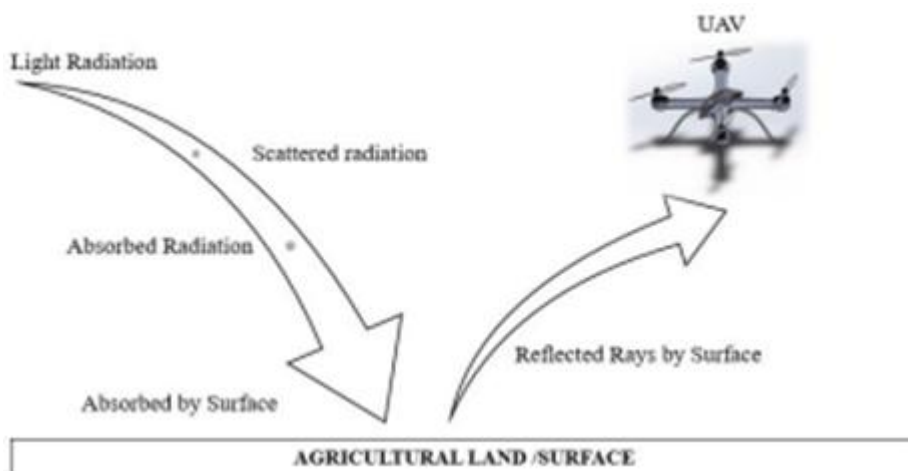 UAV
Light Radiation
Scattered radiation
Absorbed Radiation
Reflected Rays by Surface
Absorbed by Surface
AGRICULTURAL LAND /SURFACE